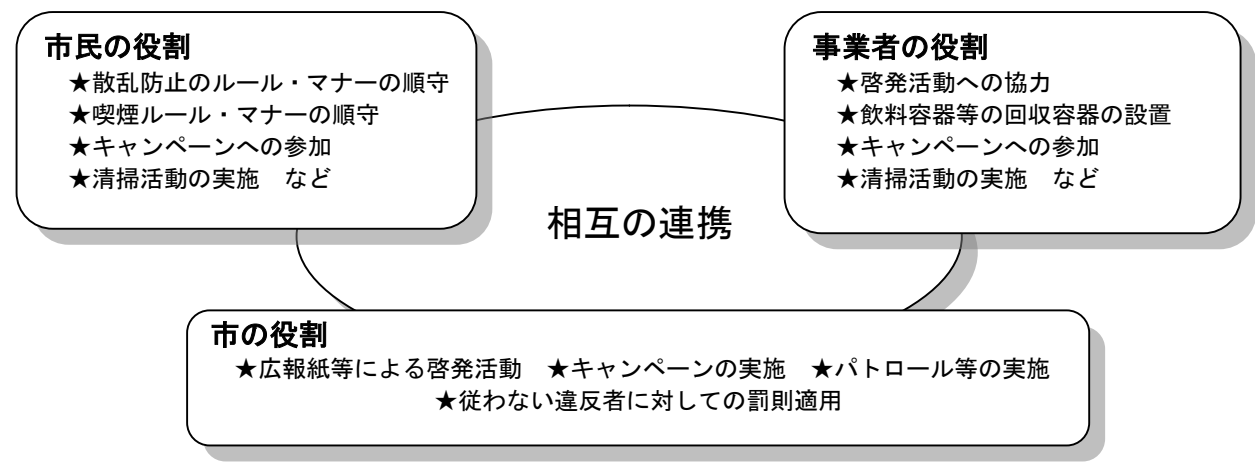 市民の役割
★散乱防止のルール・マナーの順守
★喫煙ルール・マナーの順守
★キャンペーンへの参加
★清掃活動の実施　など
事業者の役割
★啓発活動への協力
★飲料容器等の回収容器の設置
★キャンペーンへの参加
★清掃活動の実施　など
相互の連携
市の役割
★広報紙等による啓発活動　★キャンペーンの実施　★パトロール等の実施
★従わない違反者に対しての罰則適用